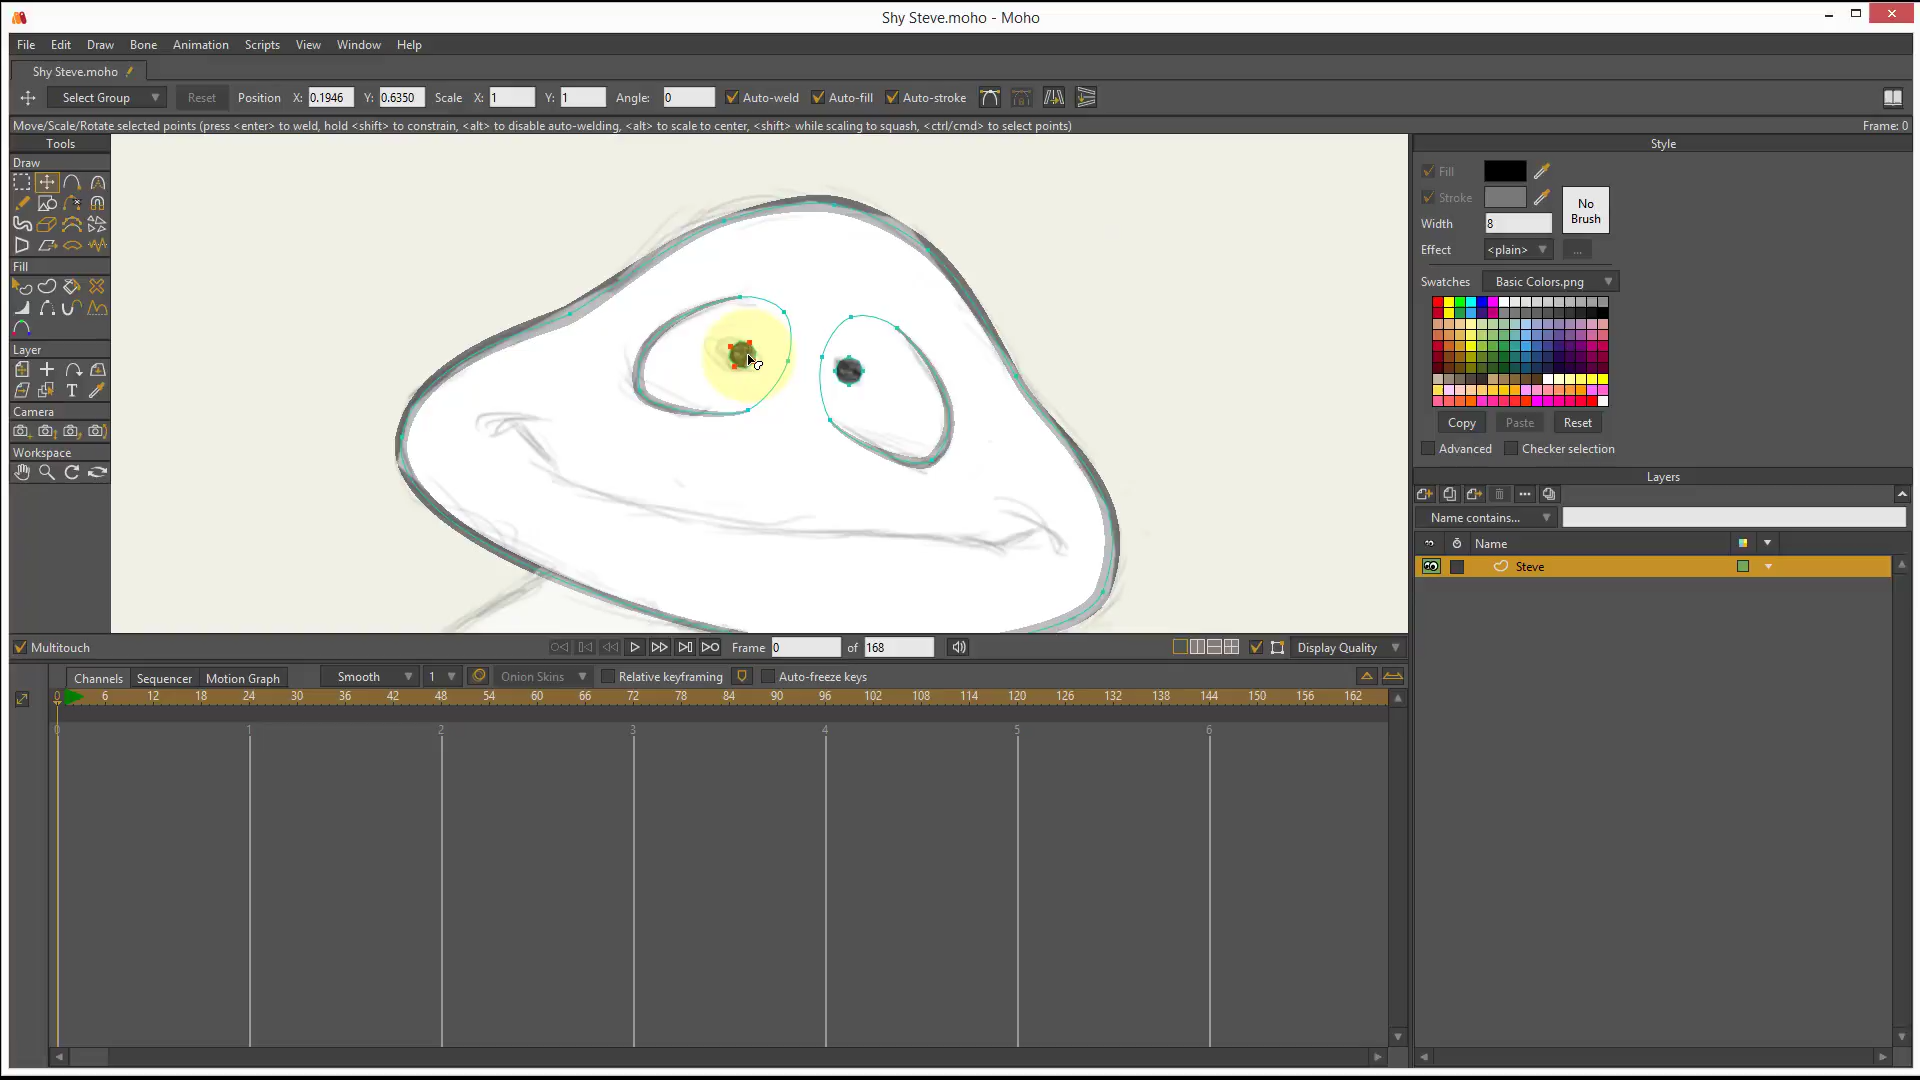 Shy Steve.moho - Moho
File Edit Draw Bone Animation Scripts View Window Help
Shy Steve.moho
Select Group Reset Position X: 0.1946 Y: 0.6350 Scale X: 1 Y: 1 Angle: 0 Auto-weld Auto-fill Auto-stroke
Move/Scale/Rotate selected points (press <enter> to weld, hold <shift> to constrain, <alt> to disable auto-welding, <alt> to scale to center, <shift> while scaling to squash, <ctrl/cmd> to select points) Frame: 0
Tools
Draw
Fill
Layer
Camera
Workspace
Style
Fill
Stroke
No Brush
Width 8
Effect <plain> ...
Swatches Basic Colors.png
Copy Paste Reset
Advanced Checker selection
Layers
Name contains...
Name
Steve
Multitouch Frame 0 of 168 Display Quality
Channels Sequencer Motion Graph Smooth 1 Onion Skins Relative keyframing Auto-freeze keys
0 6 12 18 24 30 36 42 48 54 60 66 72 78 84 90 96 102 108 114 120 126 132 138 144 150 156 162
0 1 2 3 4 5 6